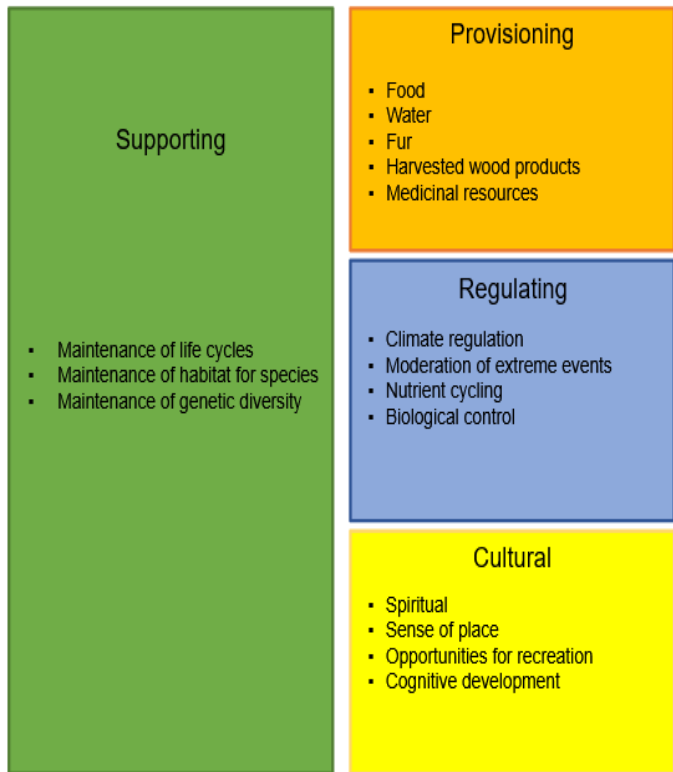 Supporting
▪ Maintenance of life cycles
▪ Maintenance of habitat for species
▪ Maintenance of genetic diversity
Provisioning
▪ Food
▪ Water
▪ Fur
▪ Harvested wood products
▪ Medicinal resources
Regulating
▪ Climate regulation
▪ Moderation of extreme events
▪ Nutrient cycling
▪ Biological control
Cultural
▪ Spiritual
▪ Sense of place
▪ Opportunities for recreation
▪ Cognitive development